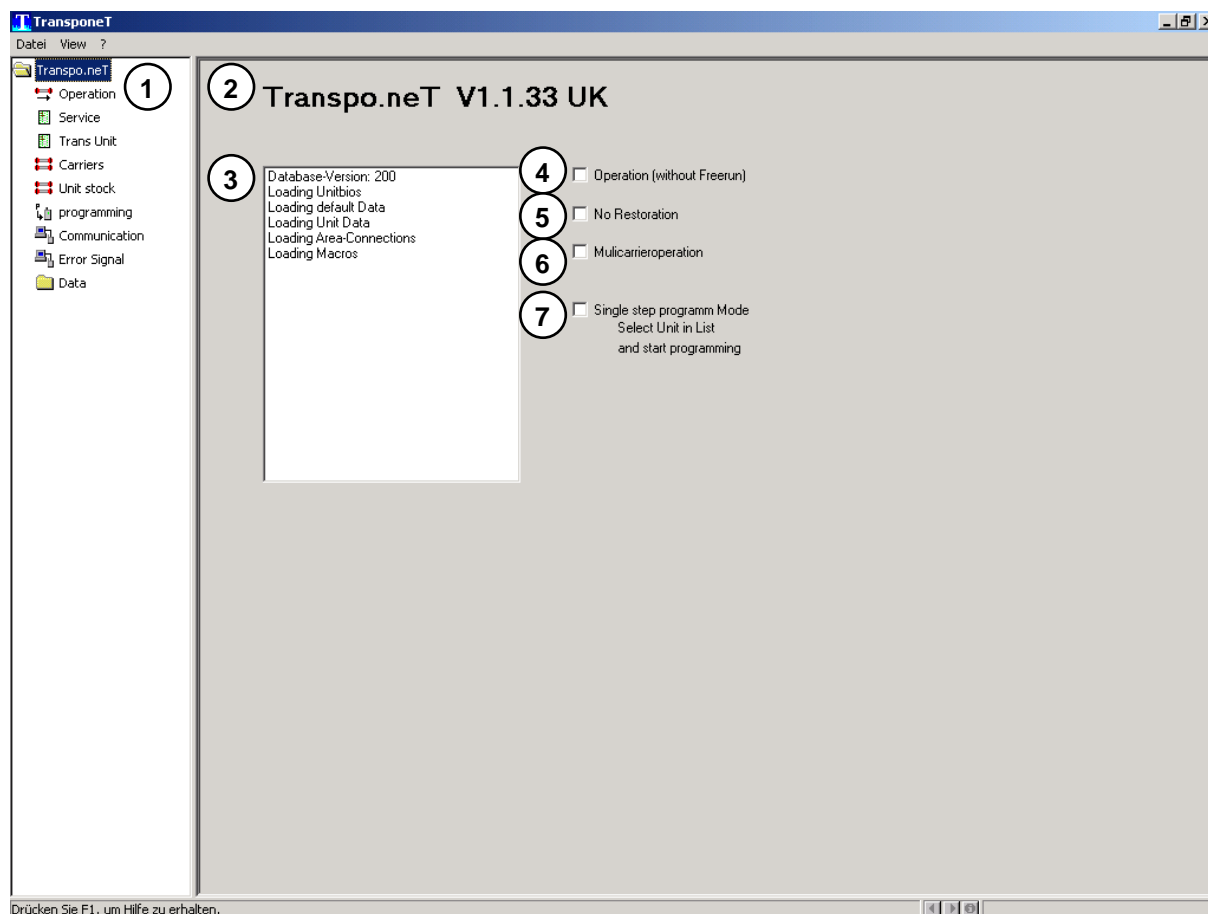 TransponeT
Datei View ?
Transpo.neT
Operation
Service
Trans Unit
Carriers
Unit stock
programming
Communication
Error Signal
Data
1
2
Transpo.neT V1.1.33 UK
3
Database-Version: 200
Loading Unitbios
Loading default Data
Loading Unit Data
Loading Area-Connections
Loading Macros
4
Operation (without Freerun)
5
No Restoration
6
Mulicarrieroperation
7
Single step programm Mode
Select Unit in List
and start programming
Drücken Sie F1, um Hilfe zu erhalten.